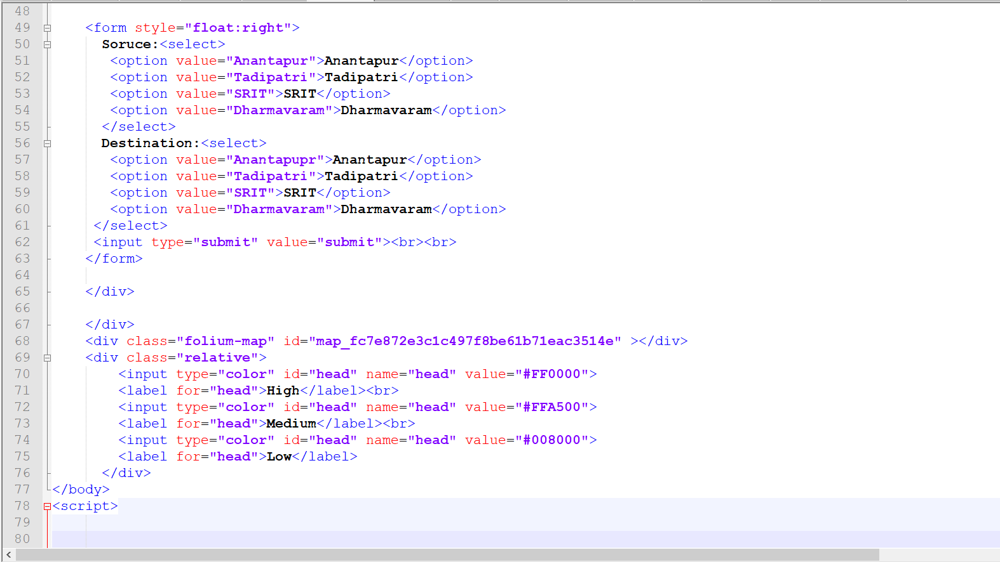 48
49 <form style="float:right">
50 Soruce:<select>
51 <option value="Anantapur">Anantapur</option>
52 <option value="Tadipatri">Tadipatri</option>
53 <option value="SRIT">SRIT</option>
54 <option value="Dharmavaram">Dharmavaram</option>
55 </select>
56 Destination:<select>
57 <option value="Anantapupr">Anantapur</option>
58 <option value="Tadipatri">Tadipatri</option>
59 <option value="SRIT">SRIT</option>
60 <option value="Dharmavaram">Dharmavaram</option>
61 </select>
62 <input type="submit" value="submit"><br><br>
63 </form>
64
65 </div>
66
67 </div>
68 <div class="folium-map" id="map_fc7e872e3c1c497f8be61b71eac3514e" ></div>
69 <div class="relative">
70 <input type="color" id="head" name="head" value="#FF0000">
71 <label for="head">High</label><br>
72 <input type="color" id="head" name="head" value="#FFA500">
73 <label for="head">Medium</label><br>
74 <input type="color" id="head" name="head" value="#008000">
75 <label for="head">Low</label>
76 </div>
77 </body>
78 <script>
79
80